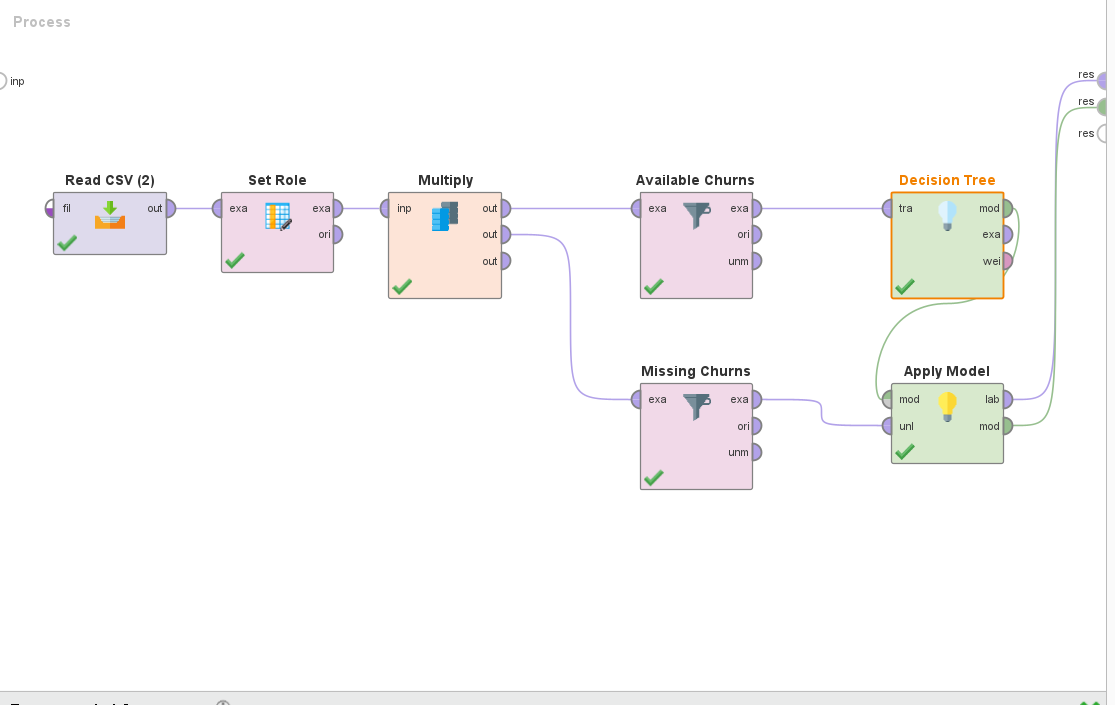 Process
inp
res
res
res
Read CSV (2)
Set Role
Multiply
Available Churns
Decision Tree
fil
out
exa
exa
ori
inp
out
out
out
exa
exa
ori
unm
tra
mod
exa
wei
Missing Churns
Apply Model
exa
exa
ori
unm
mod
unl
lab
mod